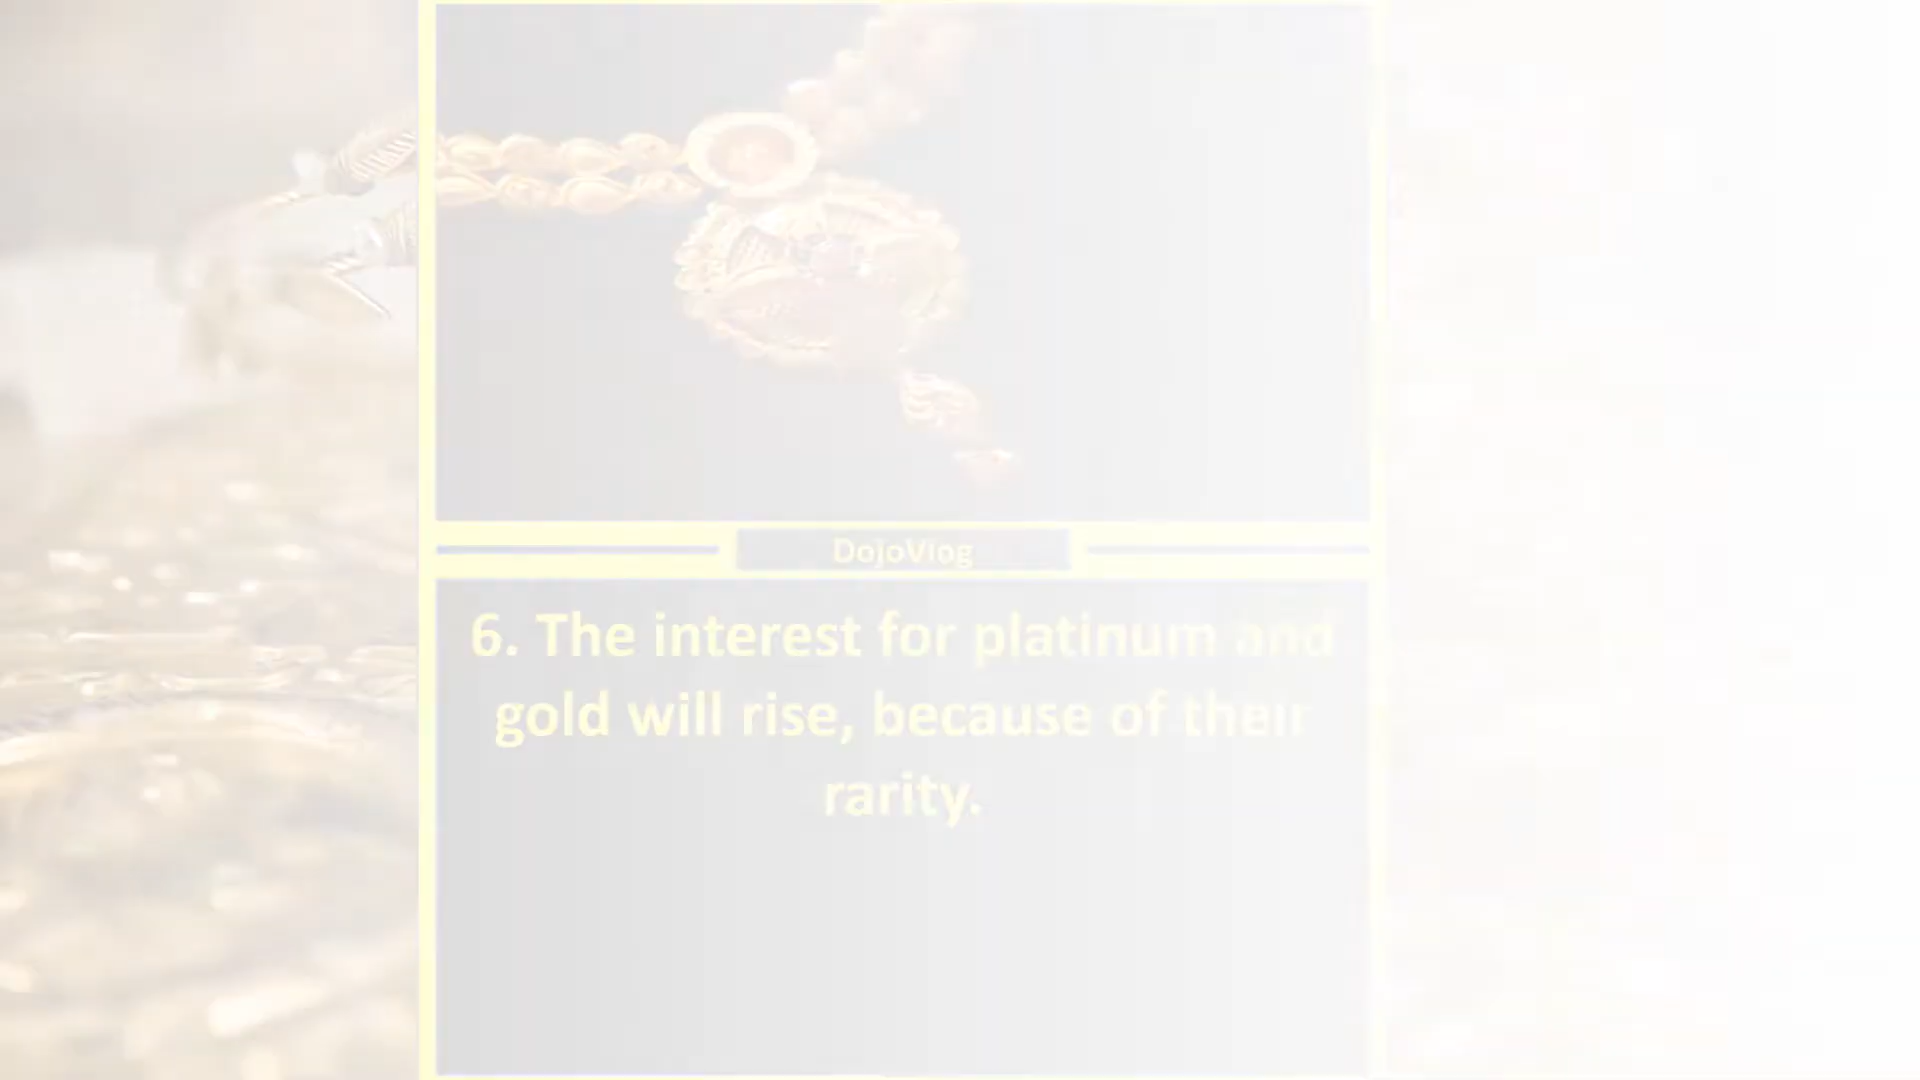 DojoVlog
6. The interest for platinum and
gold will rise, because of their
rarity.